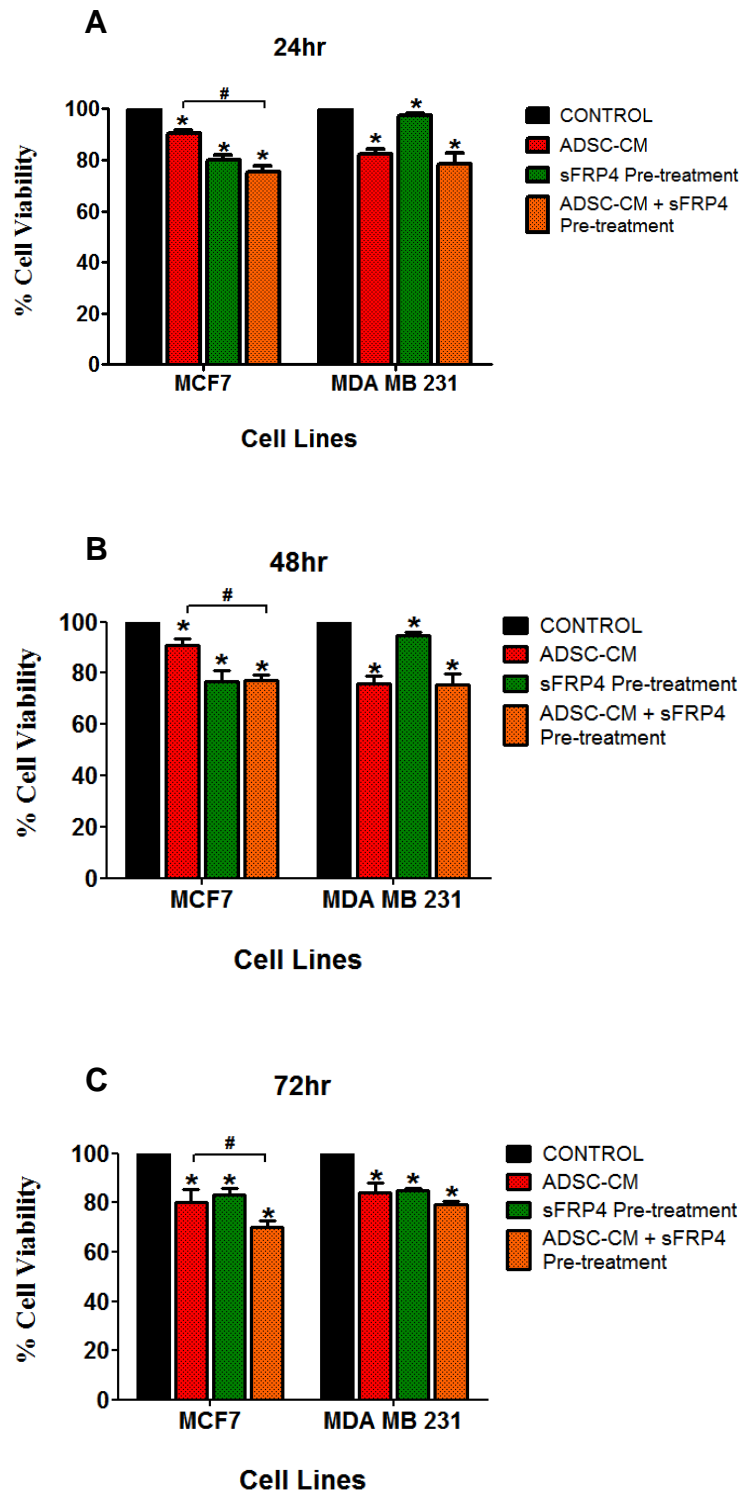 A
24hr
#
* * * * * *
100
80
60
40
20
0
% Cell Viability
MCF7
MDA MB 231
Cell Lines
CONTROL
ADSC-CM
sFRP4 Pre-treatment
ADSC-CM + sFRP4
Pre-treatment
B
48hr
#
* * * * * *
100
80
60
40
20
0
% Cell Viability
MCF7
MDA MB 231
Cell Lines
CONTROL
ADSC-CM
sFRP4 Pre-treatment
ADSC-CM + sFRP4
Pre-treatment
C
72hr
#
* * * * * *
100
80
60
40
20
0
% Cell Viability
MCF7
MDA MB 231
Cell Lines
CONTROL
ADSC-CM
sFRP4 Pre-treatment
ADSC-CM + sFRP4
Pre-treatment